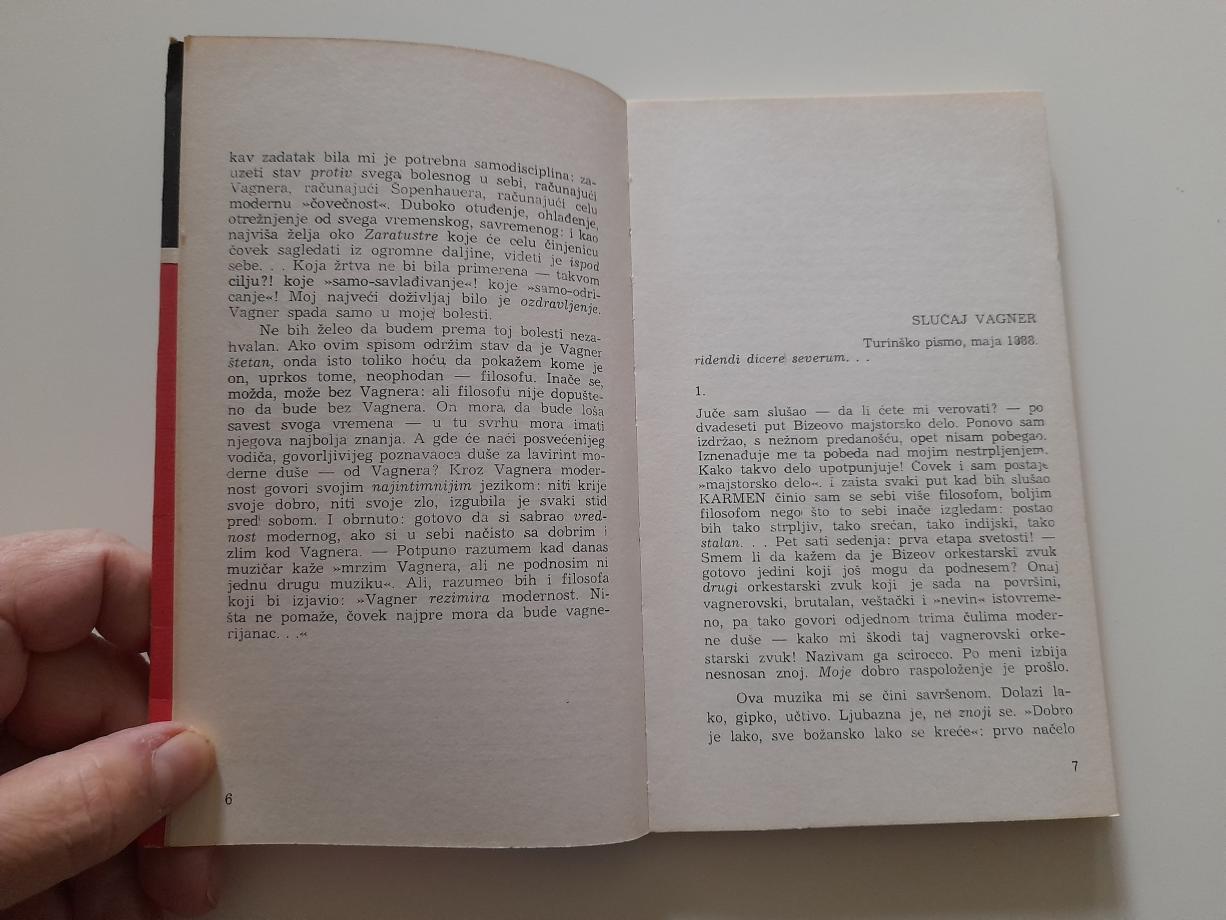 kav zadatak bila mi je potrebna samodisciplina: za-
uzeti stav protiv svega bolesnog u sebi, računajući
Vagnera, računajući Šopenhauera, računajući celu
modernu »čovečnost«. Duboko otuđenje, ohlađenje,
otrežnjenje od svega vremenskog, savremenog: i kao
najviša želja oko Zaratustre koje će celu činjenicu
čovek sagledati iz ogromne daljine, videti je ispod
sebe. . . Koja žrtva ne bi bila primerena — takvom
cilju?! koje »samo-savlađivanje«! koje »samo-odri-
canje«! Moj najveći doživljaj bilo je ozdravljenje.
Vagner spada samo u moje bolesti.
Ne bih želeo da budem prema toj bolesti neza-
hvalan. Ako ovim spisom održim stav da je Vagner
štetan, onda isto toliko hoću da pokažem kome je
on, uprkos tome, neophodan — filosofu. Inače se,
možda, može bez Vagnera: ali filosofu nije dopušte-
no da bude bez Vagnera. On mora da bude loša
savest svoga vremena — u tu svrhu mora imati
njegova najbolja znanja. A gde će naći posvećenijeg
vodiča, govorljivijeg poznavaoca duše za lavirint mo-
derne duše — od Vagnera? Kroz Vagnera moder-
nost govori svojim najintimnijim jezikom: niti krije
svoje dobro, niti svoje zlo, izgubila je svaki stid
pred sobom. I obrnuto: gotovo da si sabrao vred-
nost modernog, ako si u sebi načisto sa dobrim i
zlim kod Vagnera. — Potpuno razumem kad danas
muzičar kaže »mrzim Vagnera, ali ne podnosim ni
jednu drugu muziku«. Ali, razumeo bih i filosofa
koji bi izjavio: »Vagner rezimira modernost. Ni-
šta ne pomaže, čovek najpre mora da bude vagne-
rijanac. . .«
6
SLUČAJ VAGNER
Turinško pismo, maja 1888.
ridendi dicere severum. . .
1.
Juče sam slušao — da li ćete mi verovati? — po
dvadeseti put Bizeovo majstorsko delo. Ponovo sam
izdržao, s nežnom predanošću, opet nisam pobegao.
Iznenađuje me ta pobeda nad mojim nestrpljenjem.
Kako takvo delo upotpunjuje! Čovek i sam postaje
»majstorsko delo«. i zaista svaki put kad bih slušao
KARMEN činio sam se sebi više filosofom, boljim
filosofom nego što to sebi inače izgledam: postao
bih tako strpljiv, tako srećan, tako indijski, tako
stalan. . . Pet sati sedenja: prva etapa svetosti! —
Smem li da kažem da je Bizeov orkestarski zvuk
gotovo jedini koji još mogu da podnesem? Onaj
drugi orkestarski zvuk koji je sada na površini,
vagnerovski, brutalan, veštački i »nevin« istovreme-
no, pa tako govori odjednom trima čulima moder-
ne duše — kako mi škodi taj vagnerovski orke-
starski zvuk! Nazivam ga scirocco. Po meni izbija
nesnosan znoj. Moje dobro raspoloženje je prošlo.
Ova muzika mi se čini savršenom. Dolazi la-
ko, gipko, učtivo. Ljubazna je, ne znoji se. »Dobro
je lako, sve božansko lako se kreće«: prvo načelo
7